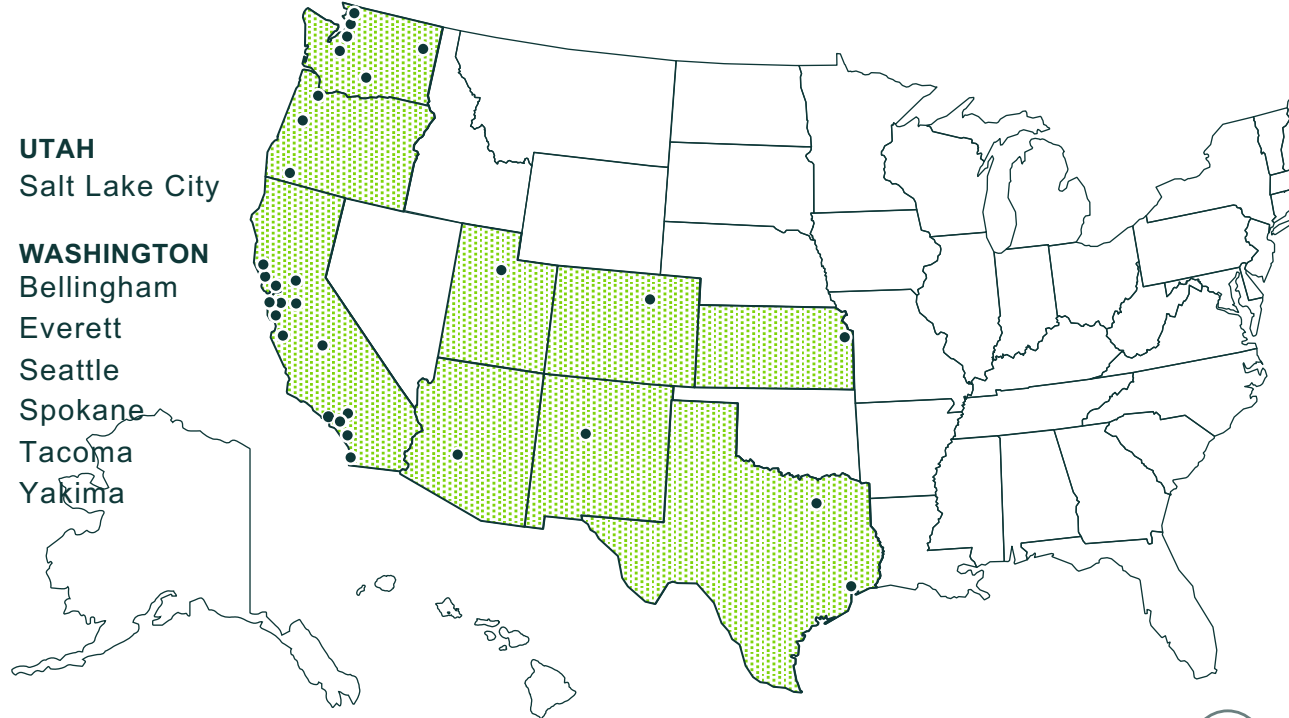 UTAH
Salt Lake City
WASHINGTON
Bellingham
Everett
Seattle
Spokane
Tacoma
Yakima